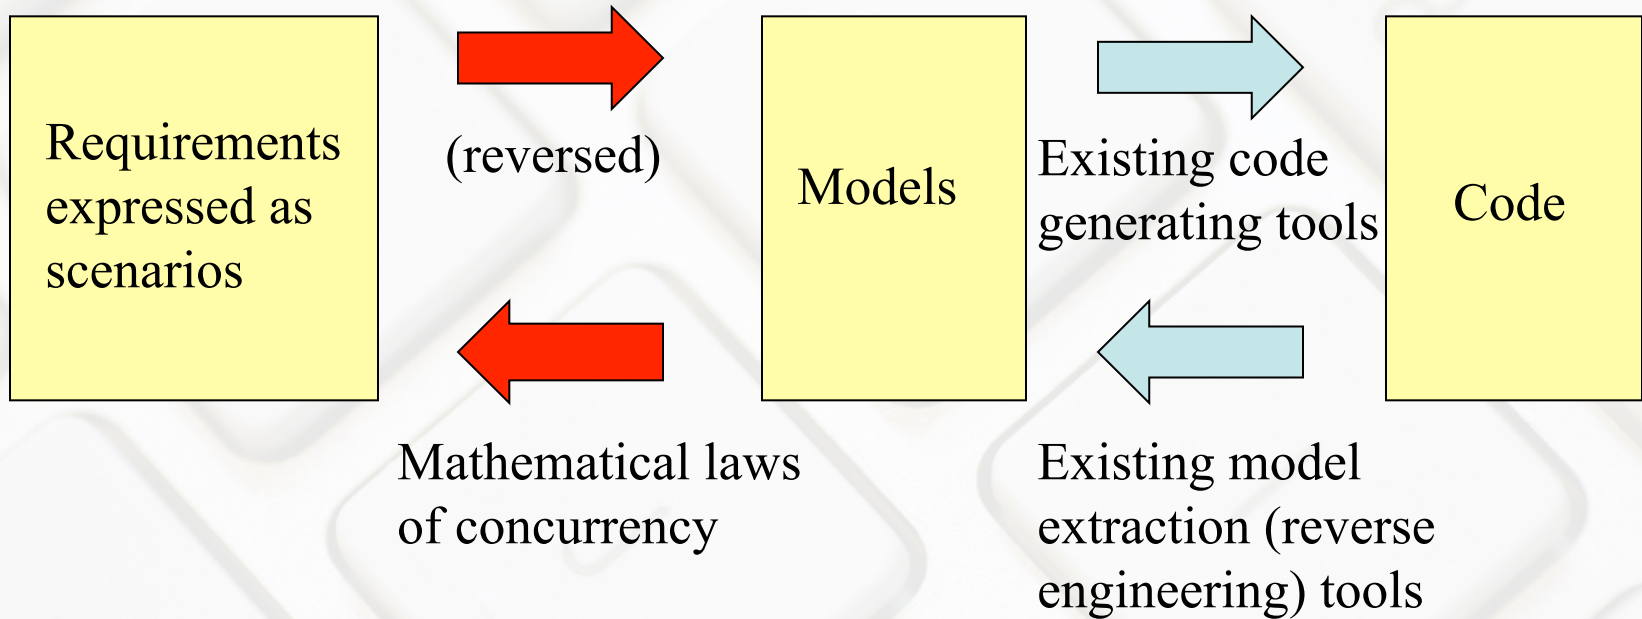 Requirements
expressed as
scenarios
(reversed)
Mathematical laws
of concurrency
Models
Existing code
generating tools
Existing model
extraction (reverse
engineering) tools
Code